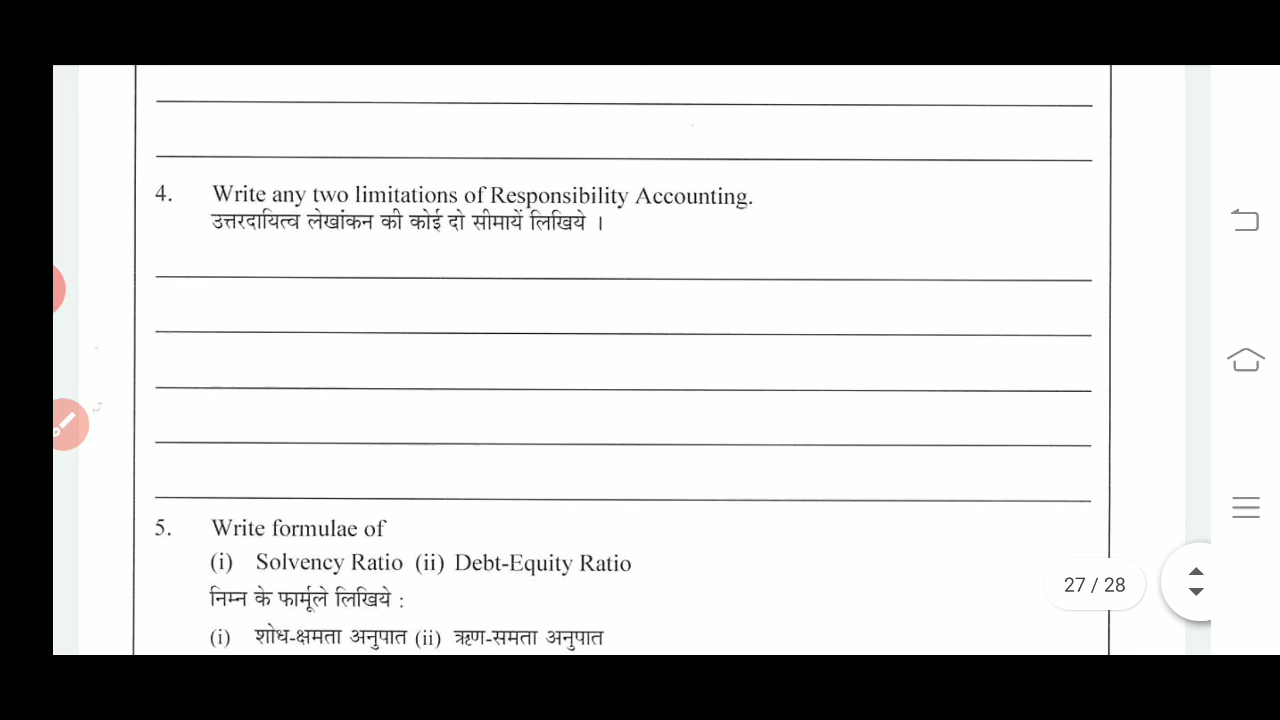 4. Write any two limitations of Responsibility Accounting.
उत्तरदायित्व लेखांकन की कोई दो सीमायें लिखिये ।
5. Write formulae of
(i) Solvency Ratio (ii) Debt-Equity Ratio
27 / 28
निम्न के फार्मूले लिखिये :
(i) शोध-क्षमता अनुपात (ii) ऋण-समता अनुपात